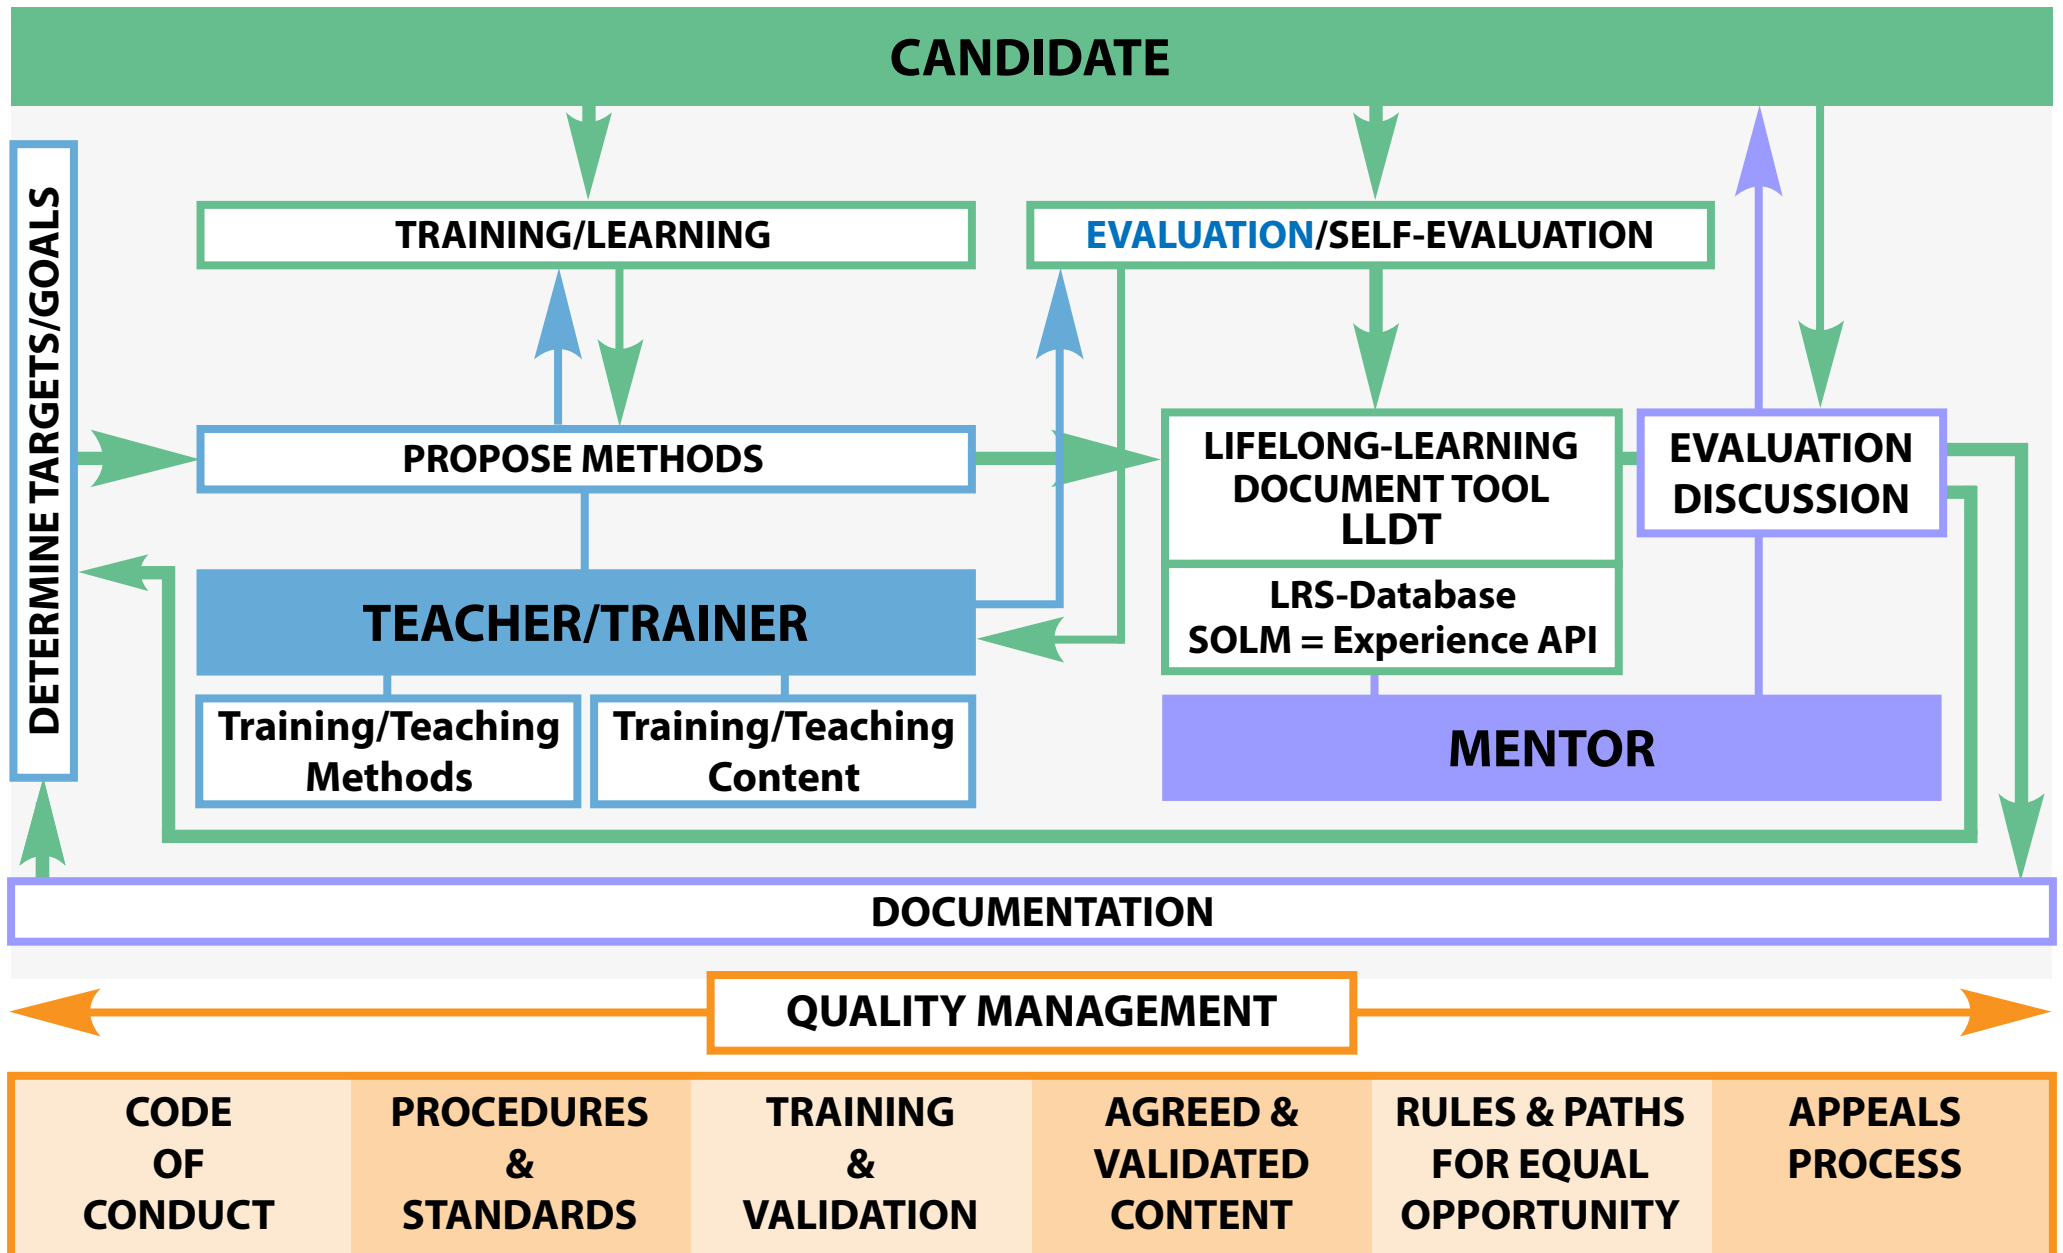 CANDIDATE
DETERMINE TARGETS/GOALS
TRAINING/LEARNING
EVALUATION/SELF-EVALUATION
PROPOSE METHODS
LIFELONG-LEARNING
DOCUMENT TOOL
LLDT
EVALUATION
DISCUSSION
TEACHER/TRAINER
LRS-Database
SOLM = Experience API
Training/Teaching
Methods
Training/Teaching
Content
MENTOR
DOCUMENTATION
QUALITY MANAGEMENT
CODE
OF
CONDUCT
PROCEDURES
&
STANDARDS
TRAINING
&
VALIDATION
AGREED &
VALIDATED
CONTENT
RULES & PATHS
FOR EQUAL
OPPORTUNITY
APPEALS
PROCESS